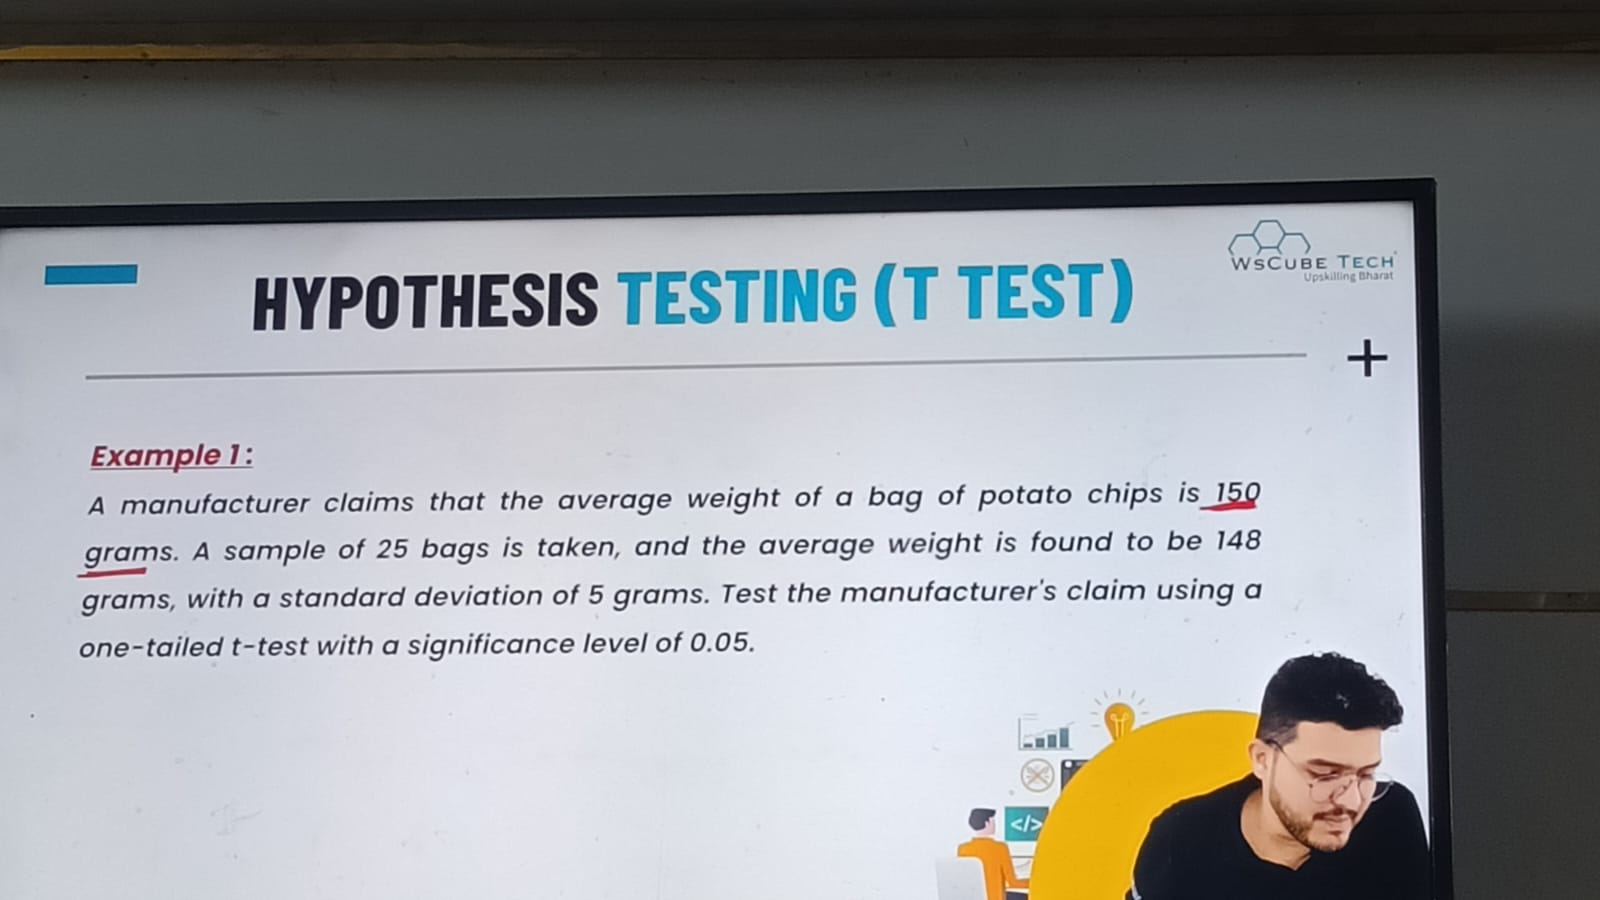 WSCUBE TECH
Upskilling Bharat
HYPOTHESIS TESTING (T TEST)
Example 1:
A manufacturer claims that the average weight of a bag of potato chips is 150
grams. A sample of 25 bags is taken, and the average weight is found to be 148
grams, with a standard deviation of 5 grams. Test the manufacturer's claim using a
one-tailed t-test with a significance level of 0.05.
</>